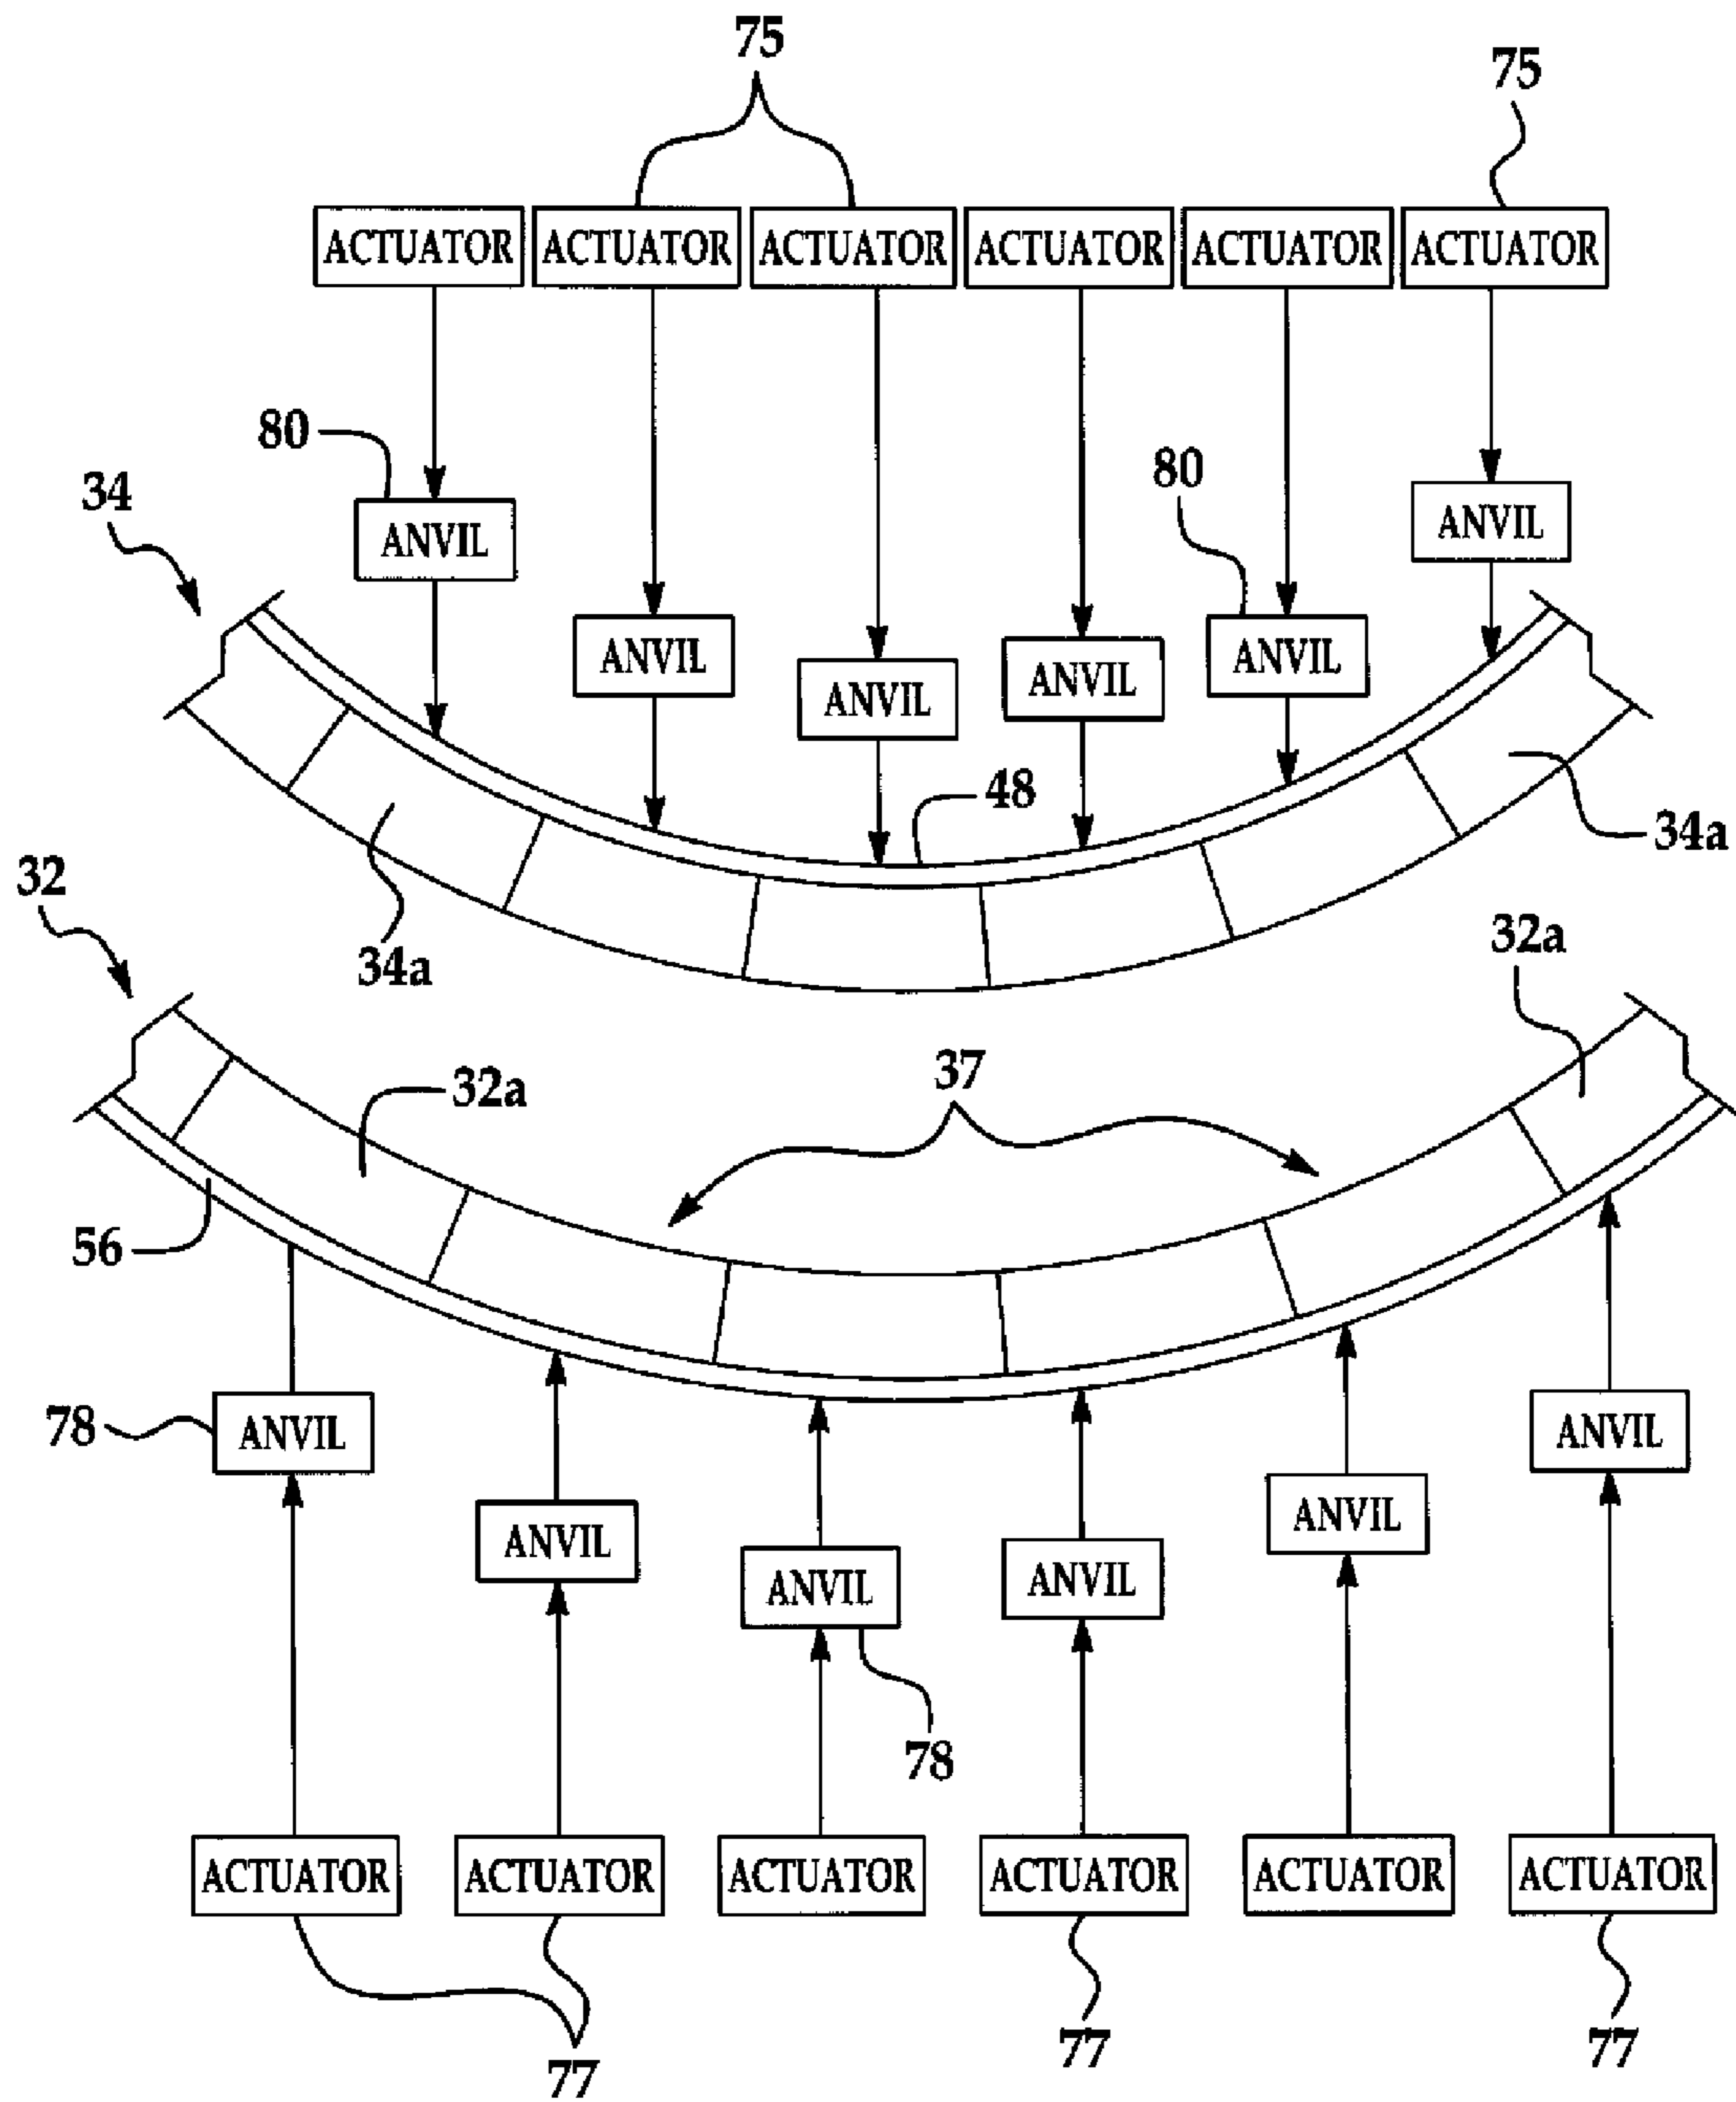 75
75
ACTUATOR ACTUATOR ACTUATOR ACTUATOR ACTUATOR ACTUATOR
80
80
34
ANVIL
ANVIL
ANVIL
ANVIL
ANVIL
ANVIL
48
34a
34a
32
32a
32a
37
56
78
ANVIL
ANVIL
ANVIL
ANVIL
ANVIL
ANVIL
78
ACTUATOR ACTUATOR ACTUATOR ACTUATOR ACTUATOR ACTUATOR
77
77
77